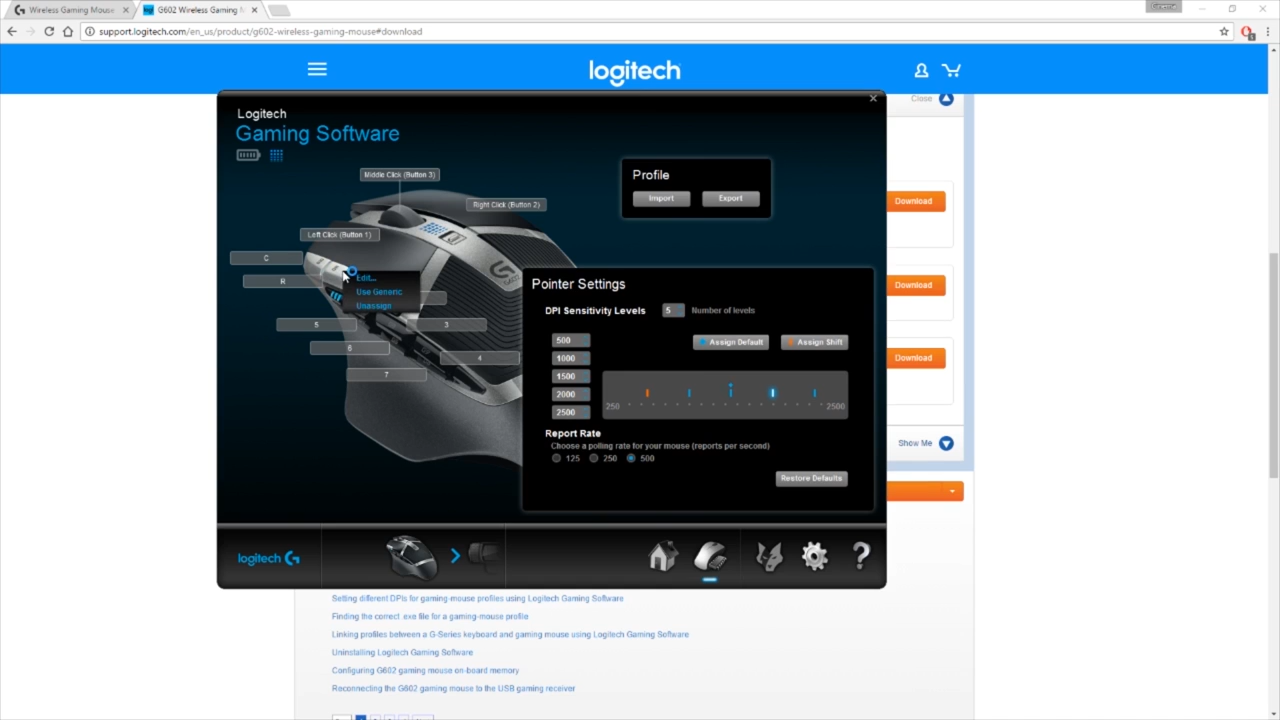 Wireless Gaming Mouse
G602 Wireless Gaming M
support.logitech.com/en_us/product/g602-wireless-gaming-mouse#download
logitech
Close
Logitech
Gaming Software
Middle Click (Button 3)
Right Click (Button 2)
Left Click (Button 1)
C
R
Edit...
Use Generic
Unassign
5
3
6
4
7
Profile
Import
Export
Pointer Settings
DPI Sensitivity Levels
5
Number of levels
500
1000
1500
2000
2500
Assign Default
Assign Shift
250
2500
Report Rate
Choose a polling rate for your mouse (reports per second)
125
250
500
Restore Defaults
Download
Download
Download
Show Me
logitech G
Setting different DPIs for gaming-mouse profiles using Logitech Gaming Software
Finding the correct .exe file for a gaming-mouse profile
Linking profiles between a G-Series keyboard and gaming mouse using Logitech Gaming Software
Uninstalling Logitech Gaming Software
Configuring G602 gaming mouse on-board memory
Reconnecting the G602 gaming mouse to the USB gaming receiver